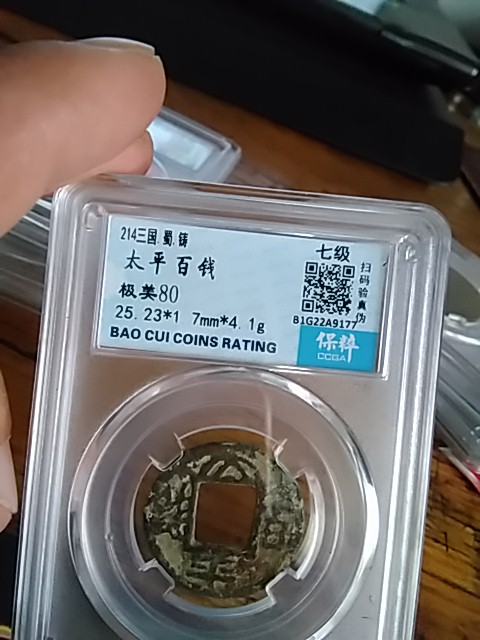 214三国.蜀.铸
太平百钱
极美80
25.23*1.7mm*4.1g
BAO CUI COINS RATING
七级
扫码验真伪
B1G22A9177
保粹
CCGA